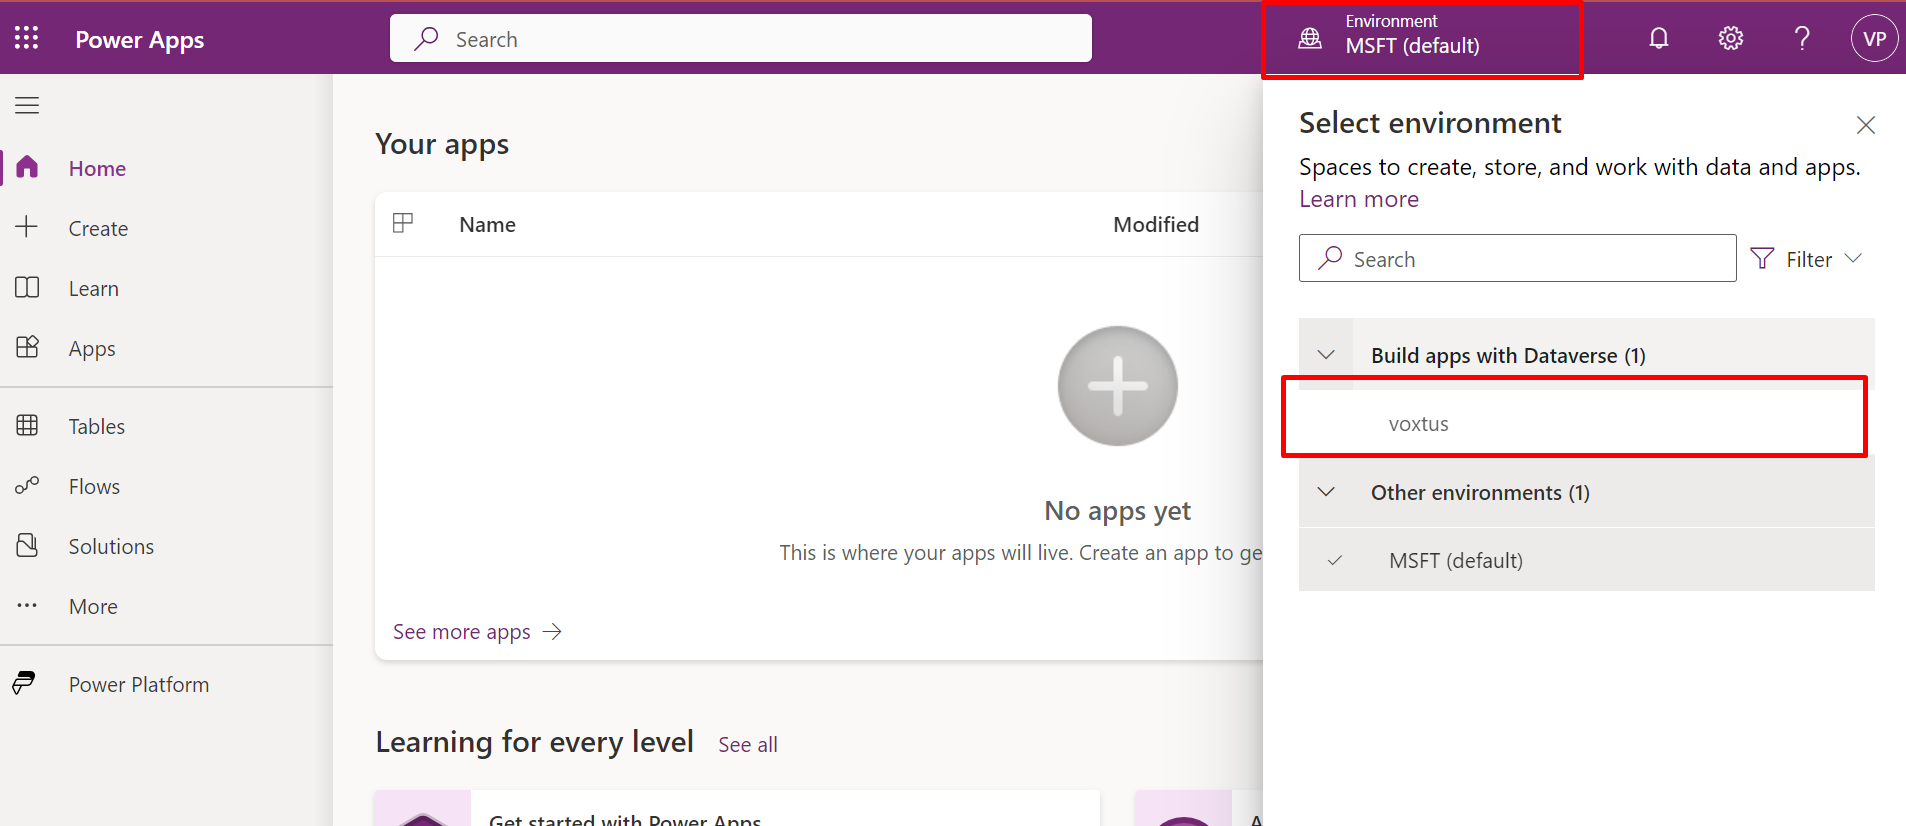 Power Apps
Search
Environment
MSFT (default)
?
VP
Home
Create
Learn
Apps
Tables
Flows
Solutions
More
Power Platform
Your apps
Name
Modified
No apps yet
This is where your apps will live. Create an app to ge
See more apps
Learning for every level
See all
Get started with Power Apps
A
Select environment
Spaces to create, store, and work with data and apps.
Learn more
Search
Filter
Build apps with Dataverse (1)
voxtus
Other environments (1)
MSFT (default)